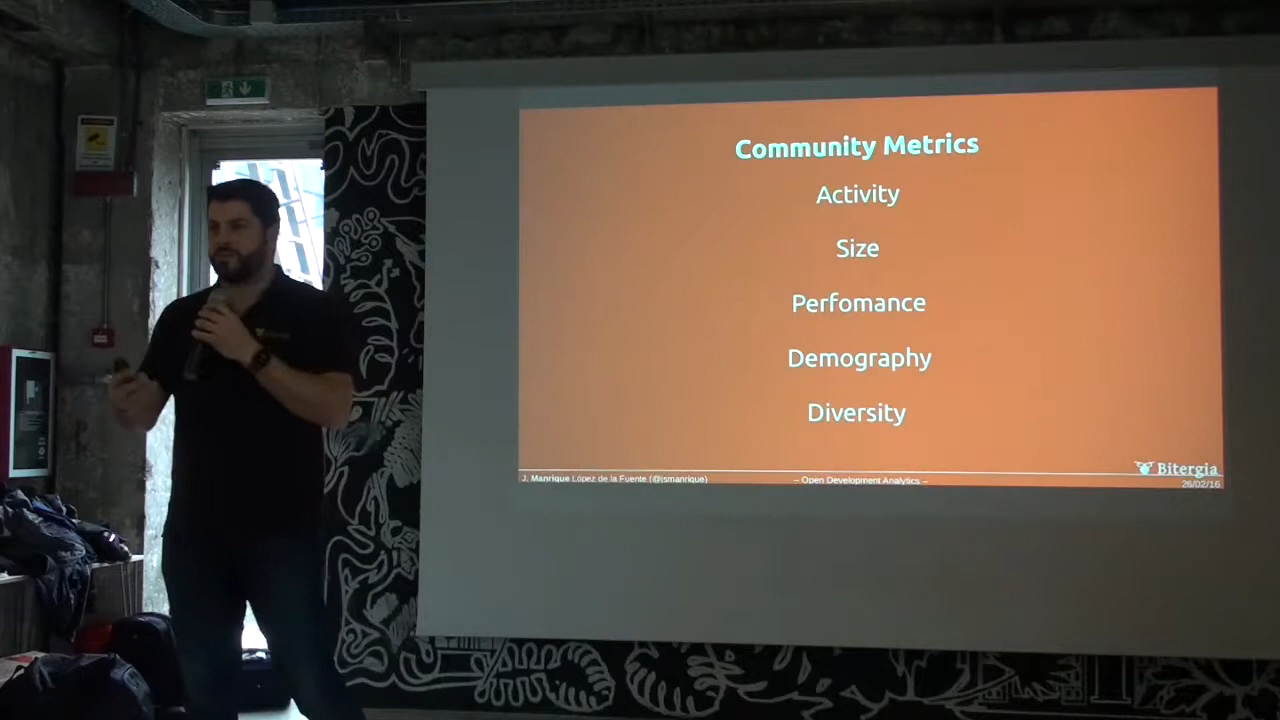 Community Metrics
Activity
Size
Perfomance
Demography
Diversity
Bitergia
J. Manrique López de la Fuente (@jsmanrique)
– Open Development Analytics –
26/02/16